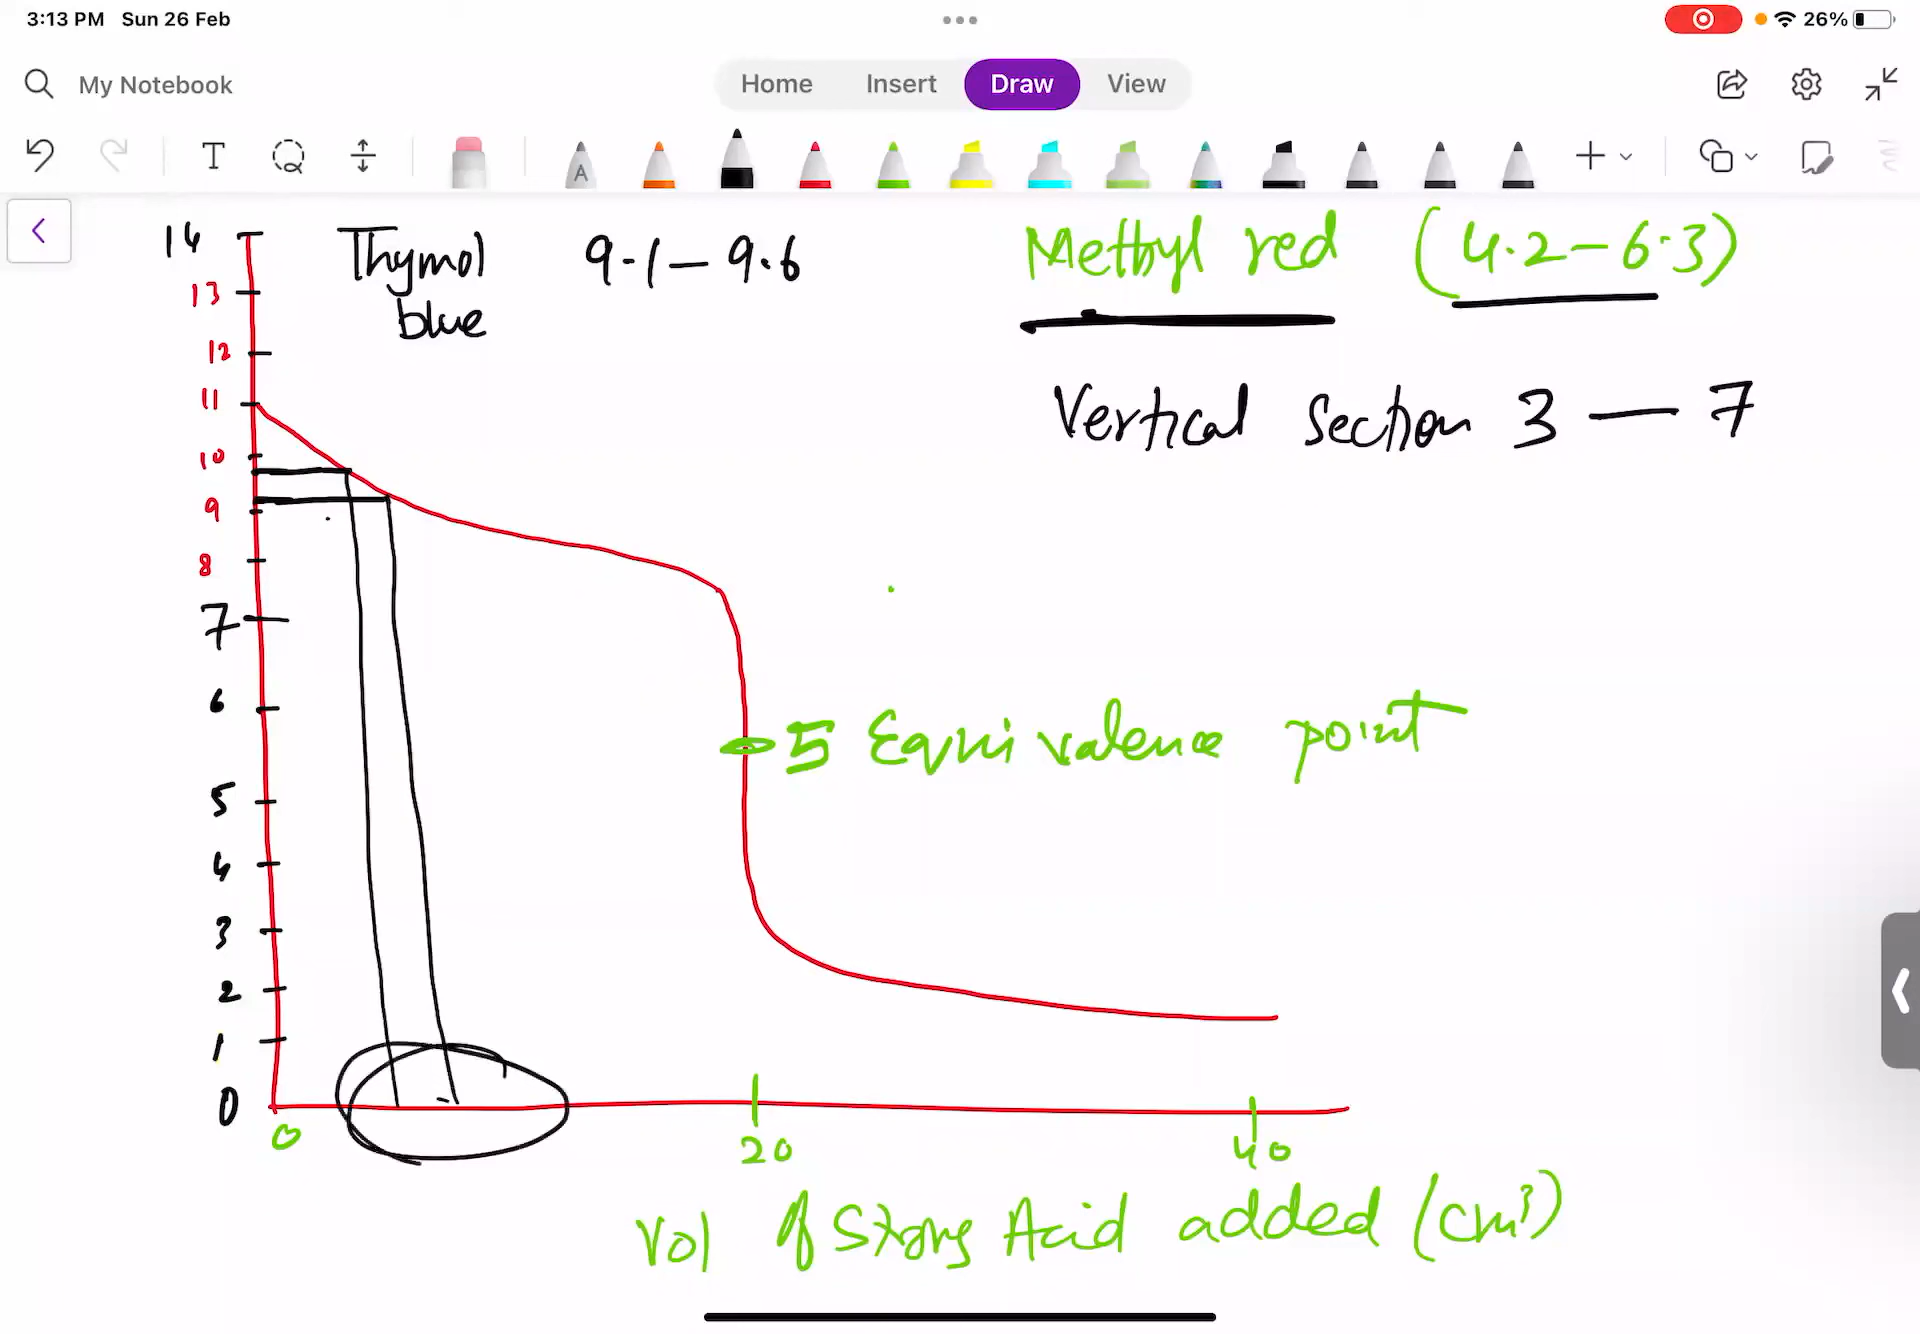 3:13 PM Sun 26 Feb
26%
My Notebook
Home Insert Draw View
T
A
14
Thymol 9.1 – 9.6
blue
Methyl red (4.2 – 6.3)
13
12
11
Vertical Section 3 — 7
10
9
8
7
6
5 Equivalence point
5
4
3
2
1
0
0
20
40
Vol of Strong Acid added (cm³)